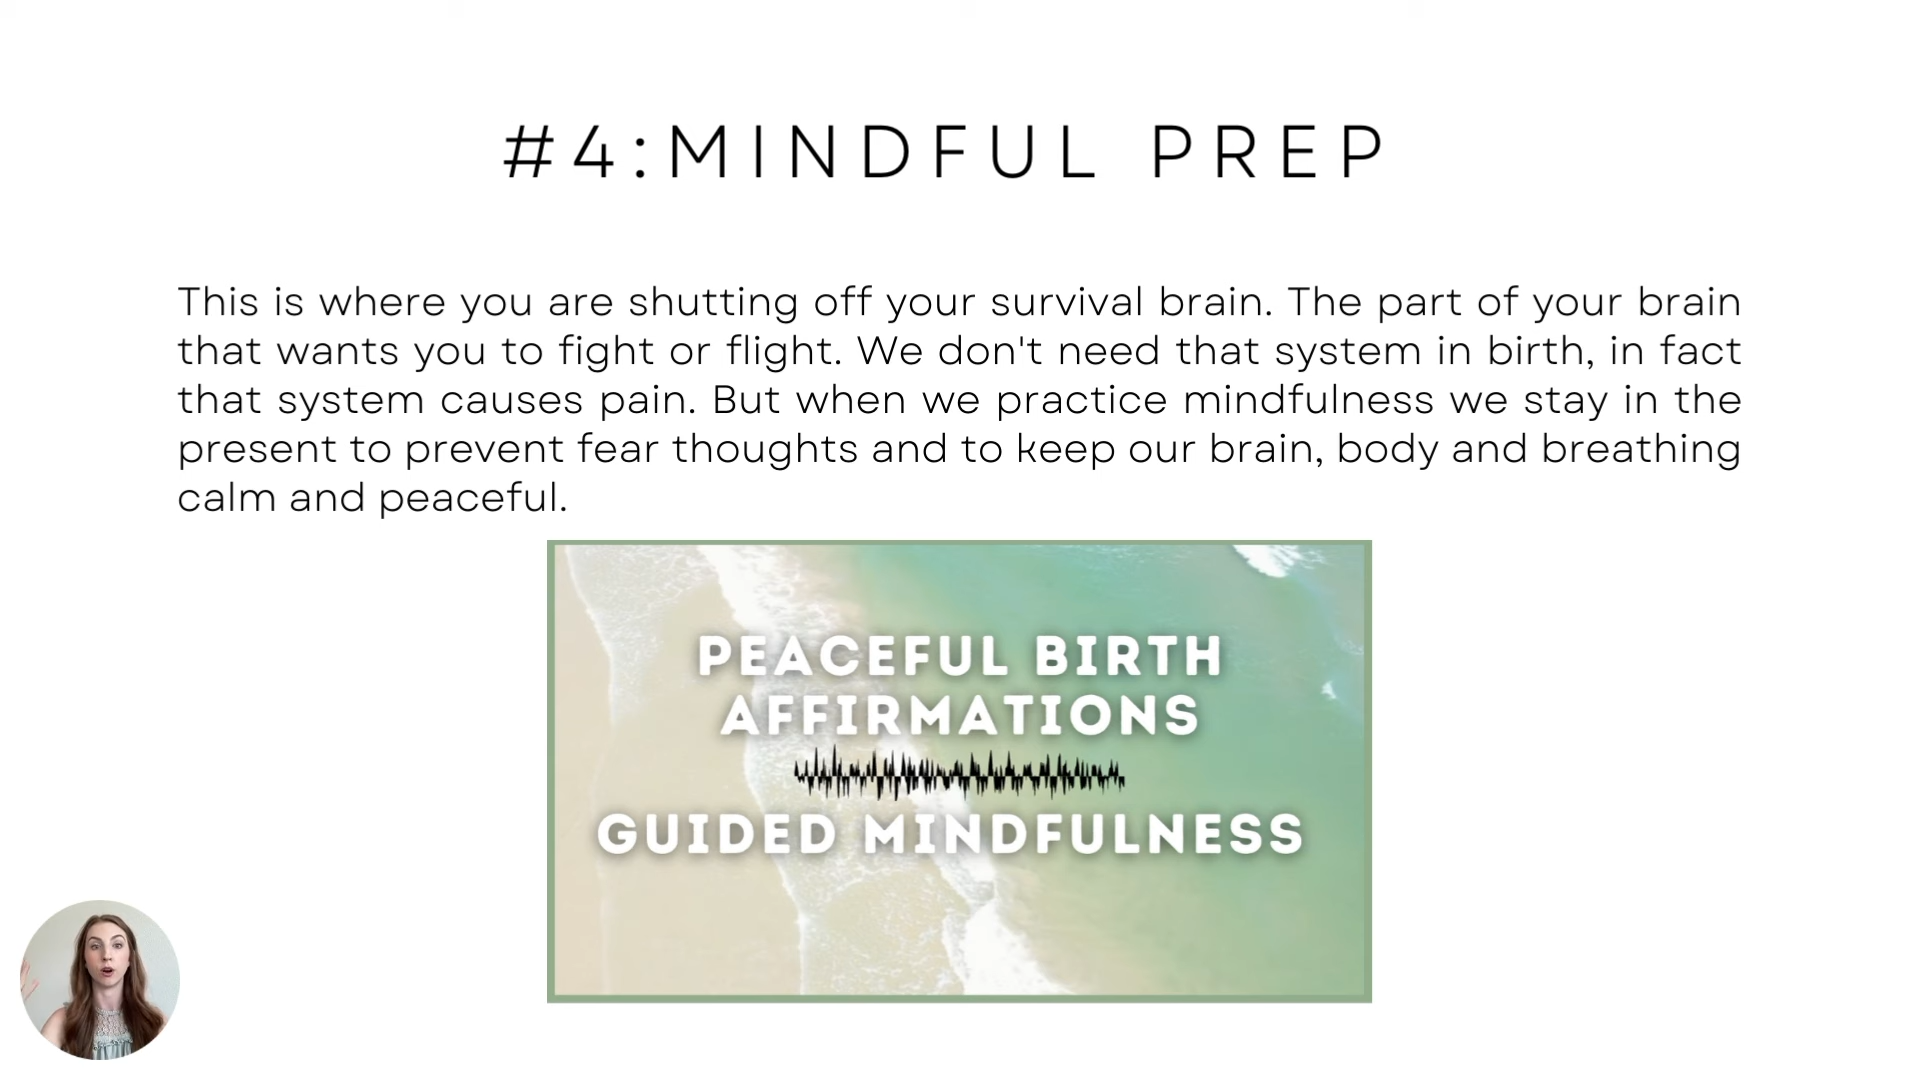 #4:MINDFUL PREP
This is where you are shutting off your survival brain. The part of your brain
that wants you to fight or flight. We don't need that system in birth, in fact
that system causes pain. But when we practice mindfulness we stay in the
present to prevent fear thoughts and to keep our brain, body and breathing
calm and peaceful.
PEACEFUL BIRTH
AFFIRMATIONS
GUIDED MINDFULNESS